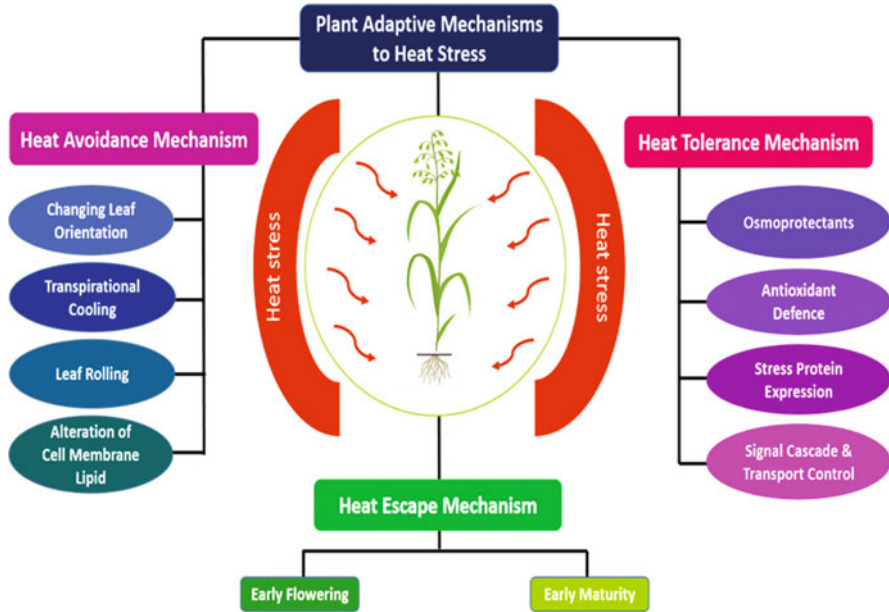 Plant Adaptive Mechanisms
to Heat Stress
Heat Avoidance Mechanism
Changing Leaf
Orientation
Transpirational
Cooling
Leaf Rolling
Alteration of
Cell Membrane
Lipid
Heat stress
Heat stress
Heat Tolerance Mechanism
Osmoprotectants
Antioxidant
Defence
Stress Protein
Expression
Signal Cascade &
Transport Control
Heat Escape Mechanism
Early Flowering
Early Maturity